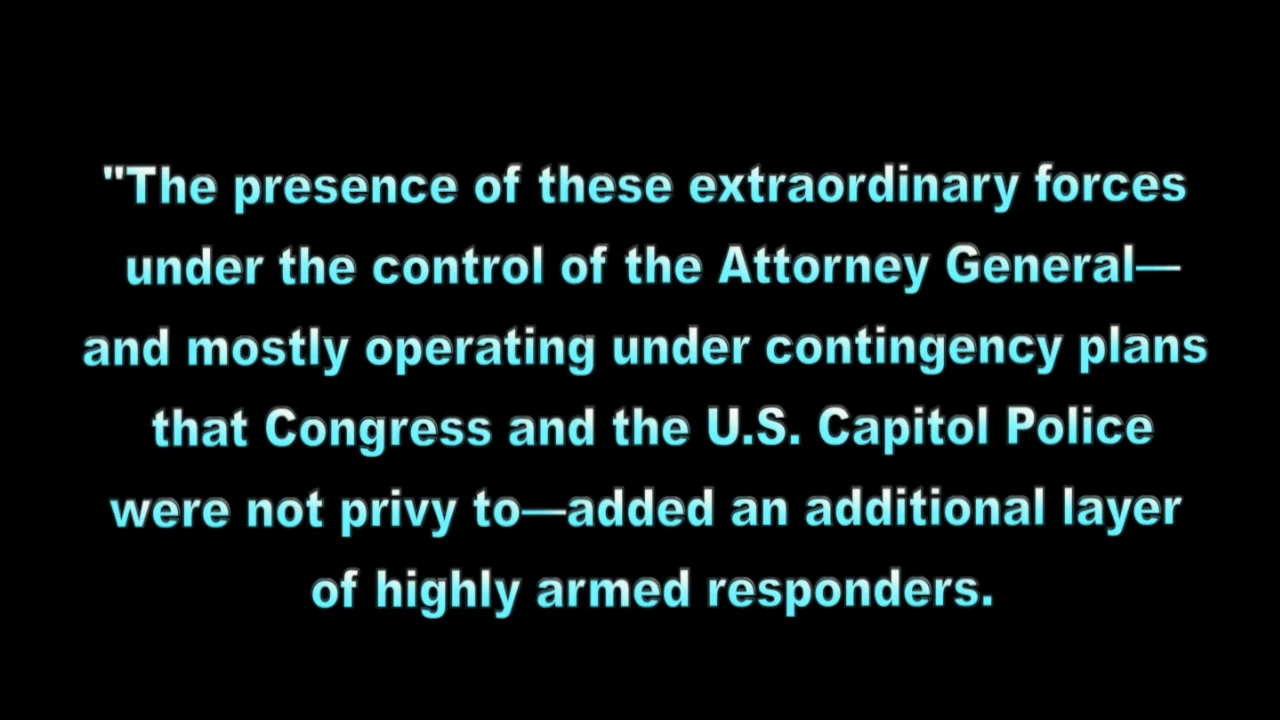 "The presence of these extraordinary forces
under the control of the Attorney General—
and mostly operating under contingency plans
that Congress and the U.S. Capitol Police
were not privy to—added an additional layer
of highly armed responders.